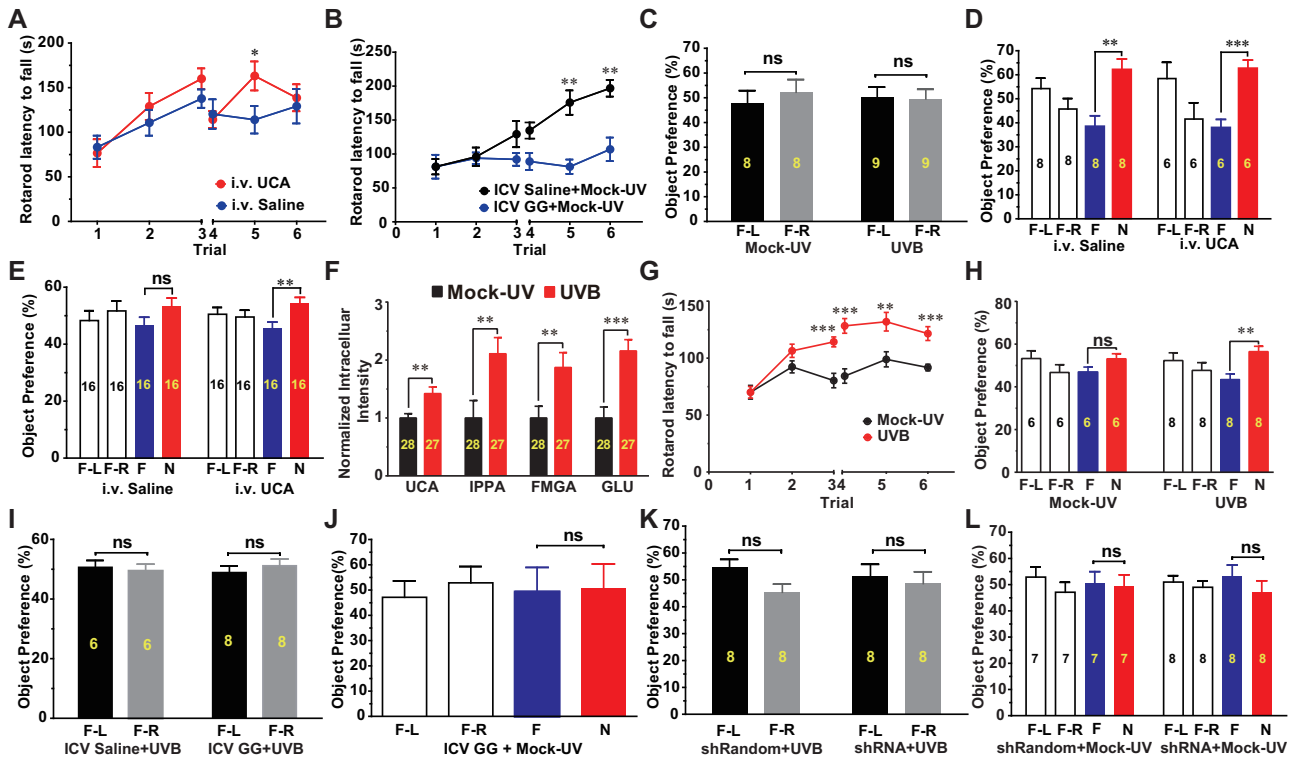 A
Rotarod latency to fall (s)
200
150
100
50
0
*
i.v. UCA
i.v. Saline
1 2 3 4 5 6
Trial
B
Rotarod latency to fall (s)
250
200
150
100
50
0
** **
ICV Saline+Mock-UV
ICV GG+Mock-UV
0 1 2 3 4 5 6
Trial
C
Object Preference (%)
80
70
60
50
40
30
20
10
0
ns ns
8 8 9 9
F-L F-R F-L F-R
Mock-UV UVB
D
Object Preference (%)
80
70
60
50
40
30
20
10
0
** ***
8 8 8 8 6 6 6 6
F-L F-R F N F-L F-R F N
i.v. Saline i.v. UCA
E
Object Preference (%)
70
60
50
40
30
20
10
0
ns **
16 16 16 16 16 16 16 16
F-L F-R F N F-L F-R F N
i.v. Saline i.v. UCA
F
Normalized Intracelluar
Intensity
3
2
1
0
Mock-UV UVB
** ** ** ***
28 27 28 27 28 27 28 27
UCA IPPA FMGA GLU
G
Rotarod latency to fall (s)
150
100
50
0
*** *** ** ***
Mock-UV
UVB
0 1 2 3 4 5 6
Trial
H
Object Preference (%)
80
60
40
20
0
ns **
6 6 6 6 8 8 8 8
F-L F-R F N F-L F-R F N
Mock-UV UVB
I
Object Preference (%)
60
50
40
30
20
10
0
ns ns
6 6 8 8
F-L F-R F-L F-R
ICV Saline+UVB ICV GG+UVB
J
Object Preference(%)
70
60
50
40
30
20
10
0
ns
F-L F-R F N
ICV GG + Mock-UV
K
Object Preference (%)
70
60
50
40
30
20
10
0
ns ns
8 8 8 8
F-L F-R F-L F-R
shRandom+UVB shRNA+UVB
L
Object Preference (%)
70
60
50
40
30
20
10
0
ns ns
7 7 7 7 8 8 8 8
F-L F-R F N F-L F-R F N
shRandom+Mock-UV shRNA+Mock-UV